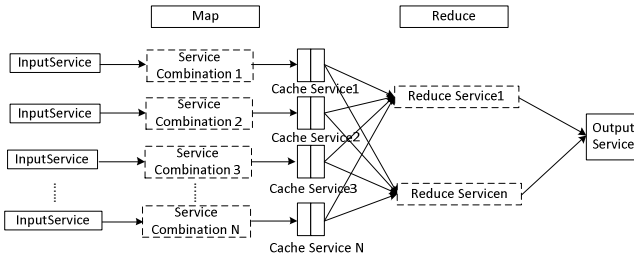 Map
Reduce
InputService
Service
Combination 1
Cache Service1
InputService
Service
Combination 2
Cache Service2
InputService
Service
Combination 3
Cache Service3
InputService
Service
Combination N
Cache Service N
Reduce Service1
Reduce Servicen
Output
Service